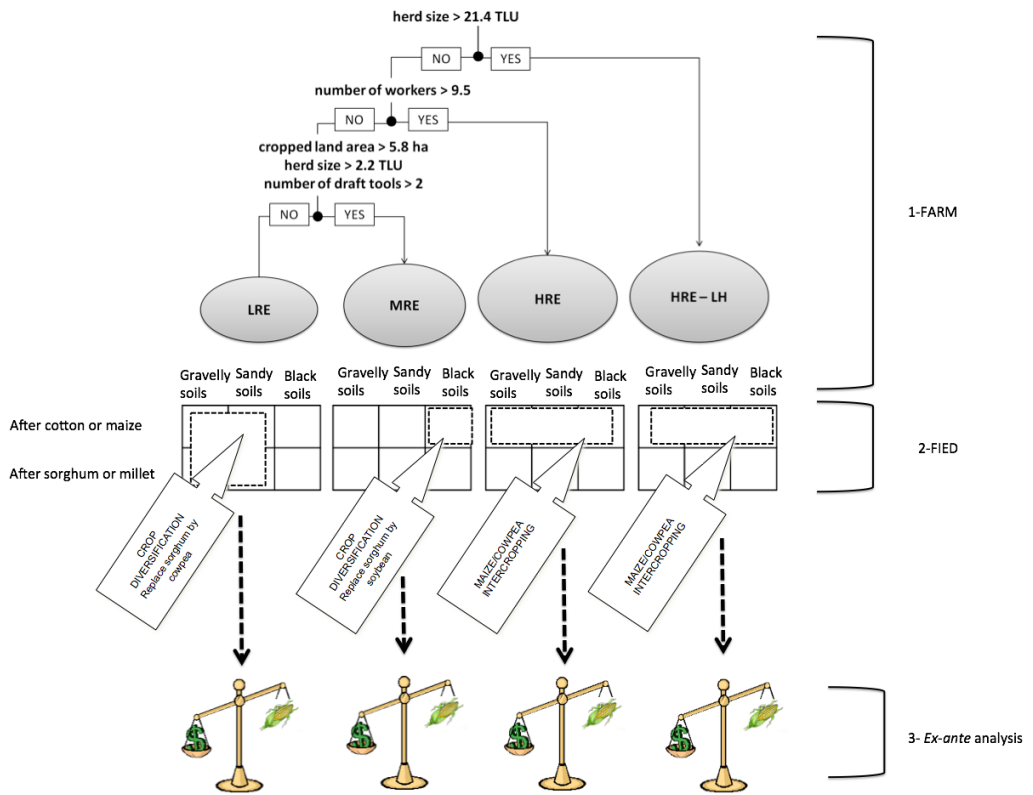 herd size > 21.4 TLU
NO
YES
number of workers > 9.5
NO
YES
cropped land area > 5.8 ha
herd size > 2.2 TLU
number of draft tools > 2
NO
YES
1-FARM
LRE
MRE
HRE
HRE – LH
Gravelly soils
Sandy soils
Black soils
Gravelly soils
Sandy soils
Black soils
Gravelly soils
Sandy soils
Black soils
Gravelly soils
Sandy soils
Black soils
After cotton or maize
After sorghum or millet
2-FIED
CROP
DIVERSIFICATION
Replace sorghum by
cowpea
CROP
DIVERSIFICATION
Replace sorghum by
soybean
MAIZE/COWPEA
INTERCROPPING
MAIZE/COWPEA
INTERCROPPING
$
$
$
$
3- Ex-ante analysis